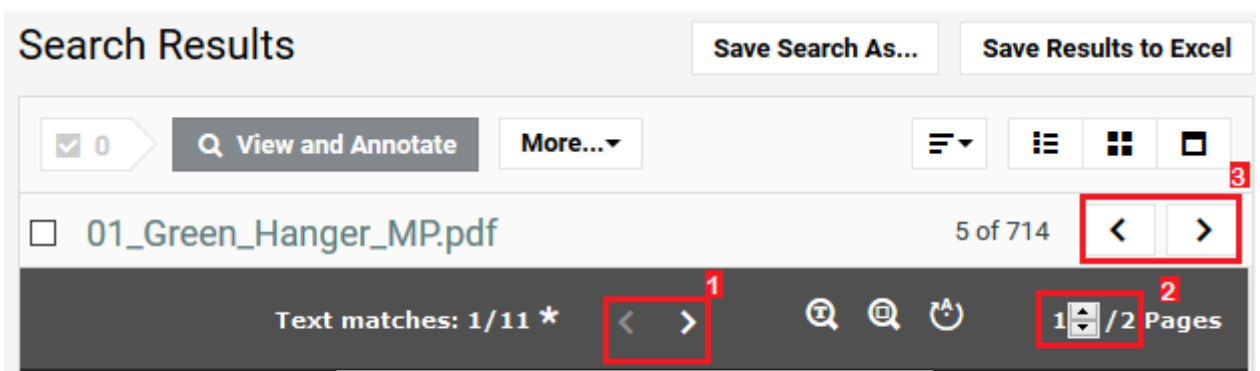 Search Results Save Search As... Save Results to Excel
0 View and Annotate More...
3
01_Green_Hanger_MP.pdf 5 of 714
1 2
Text matches: 1/11 * T A 1 /2 Pages